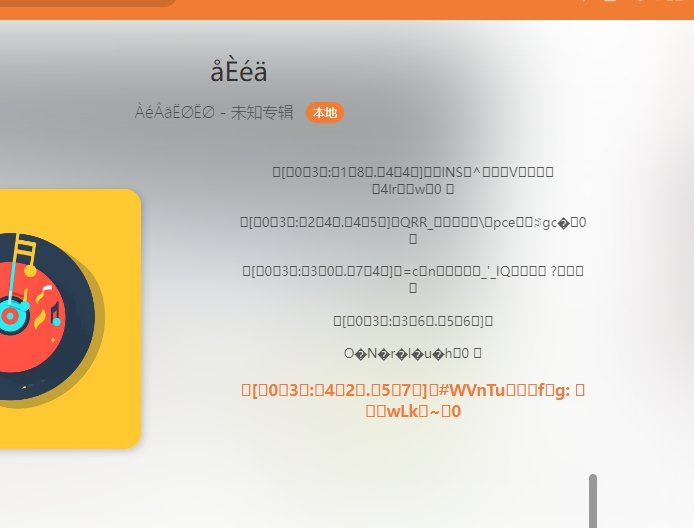 åÈéä
ÀéÂäËØËØ - 未知专辑 本地
▯[▯0▯3▯:▯1▯8▯.▯4▯4▯]▯▯INS▯^▯▯▯V▯▯▯▯
▯4Ir▯▯w▯0 ▯
▯[▯0▯3▯:▯2▯4▯.▯4▯5▯]▯QRR_▯▯▯▯▯\▯pce▯▯gc�▯0
▯
▯[▯0▯3▯:▯3▯0▯.▯7▯4▯]▯=c▯n▯▯▯▯▯_'_IQ▯▯▯▯ ?▯▯▯
▯
▯[▯0▯3▯:▯3▯6▯.▯5▯6▯]▯
O�N�r�l�u�h▯0 ▯
▯[▯0▯3▯:▯4▯2▯.▯5▯7▯]▯#WVnTu▯▯▯f▯g: ▯
▯▯wLk▯~▯0